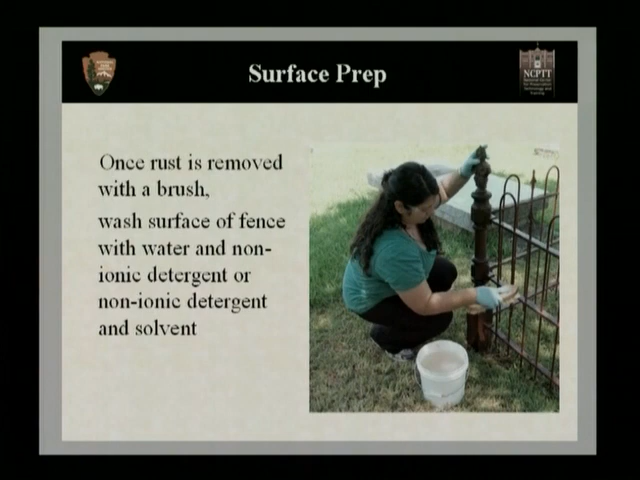 Surface Prep
NCPTT
Once rust is removed
with a brush,
wash surface of fence
with water and non-
ionic detergent or
non-ionic detergent
and solvent